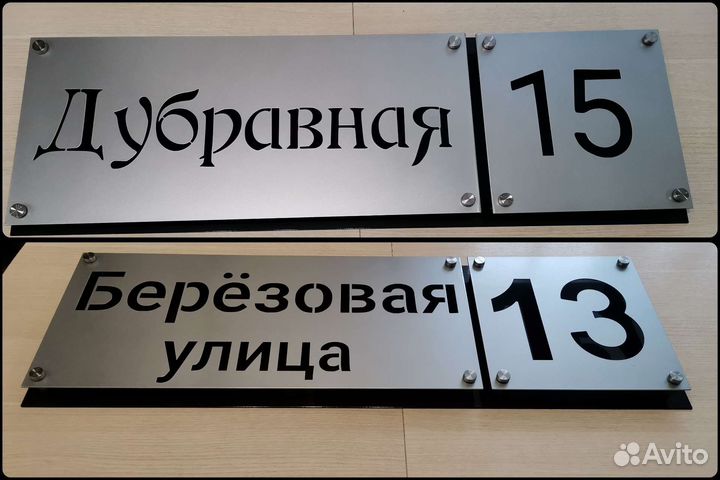 Дубравная 15
Берёзовая 13
улица
Avito